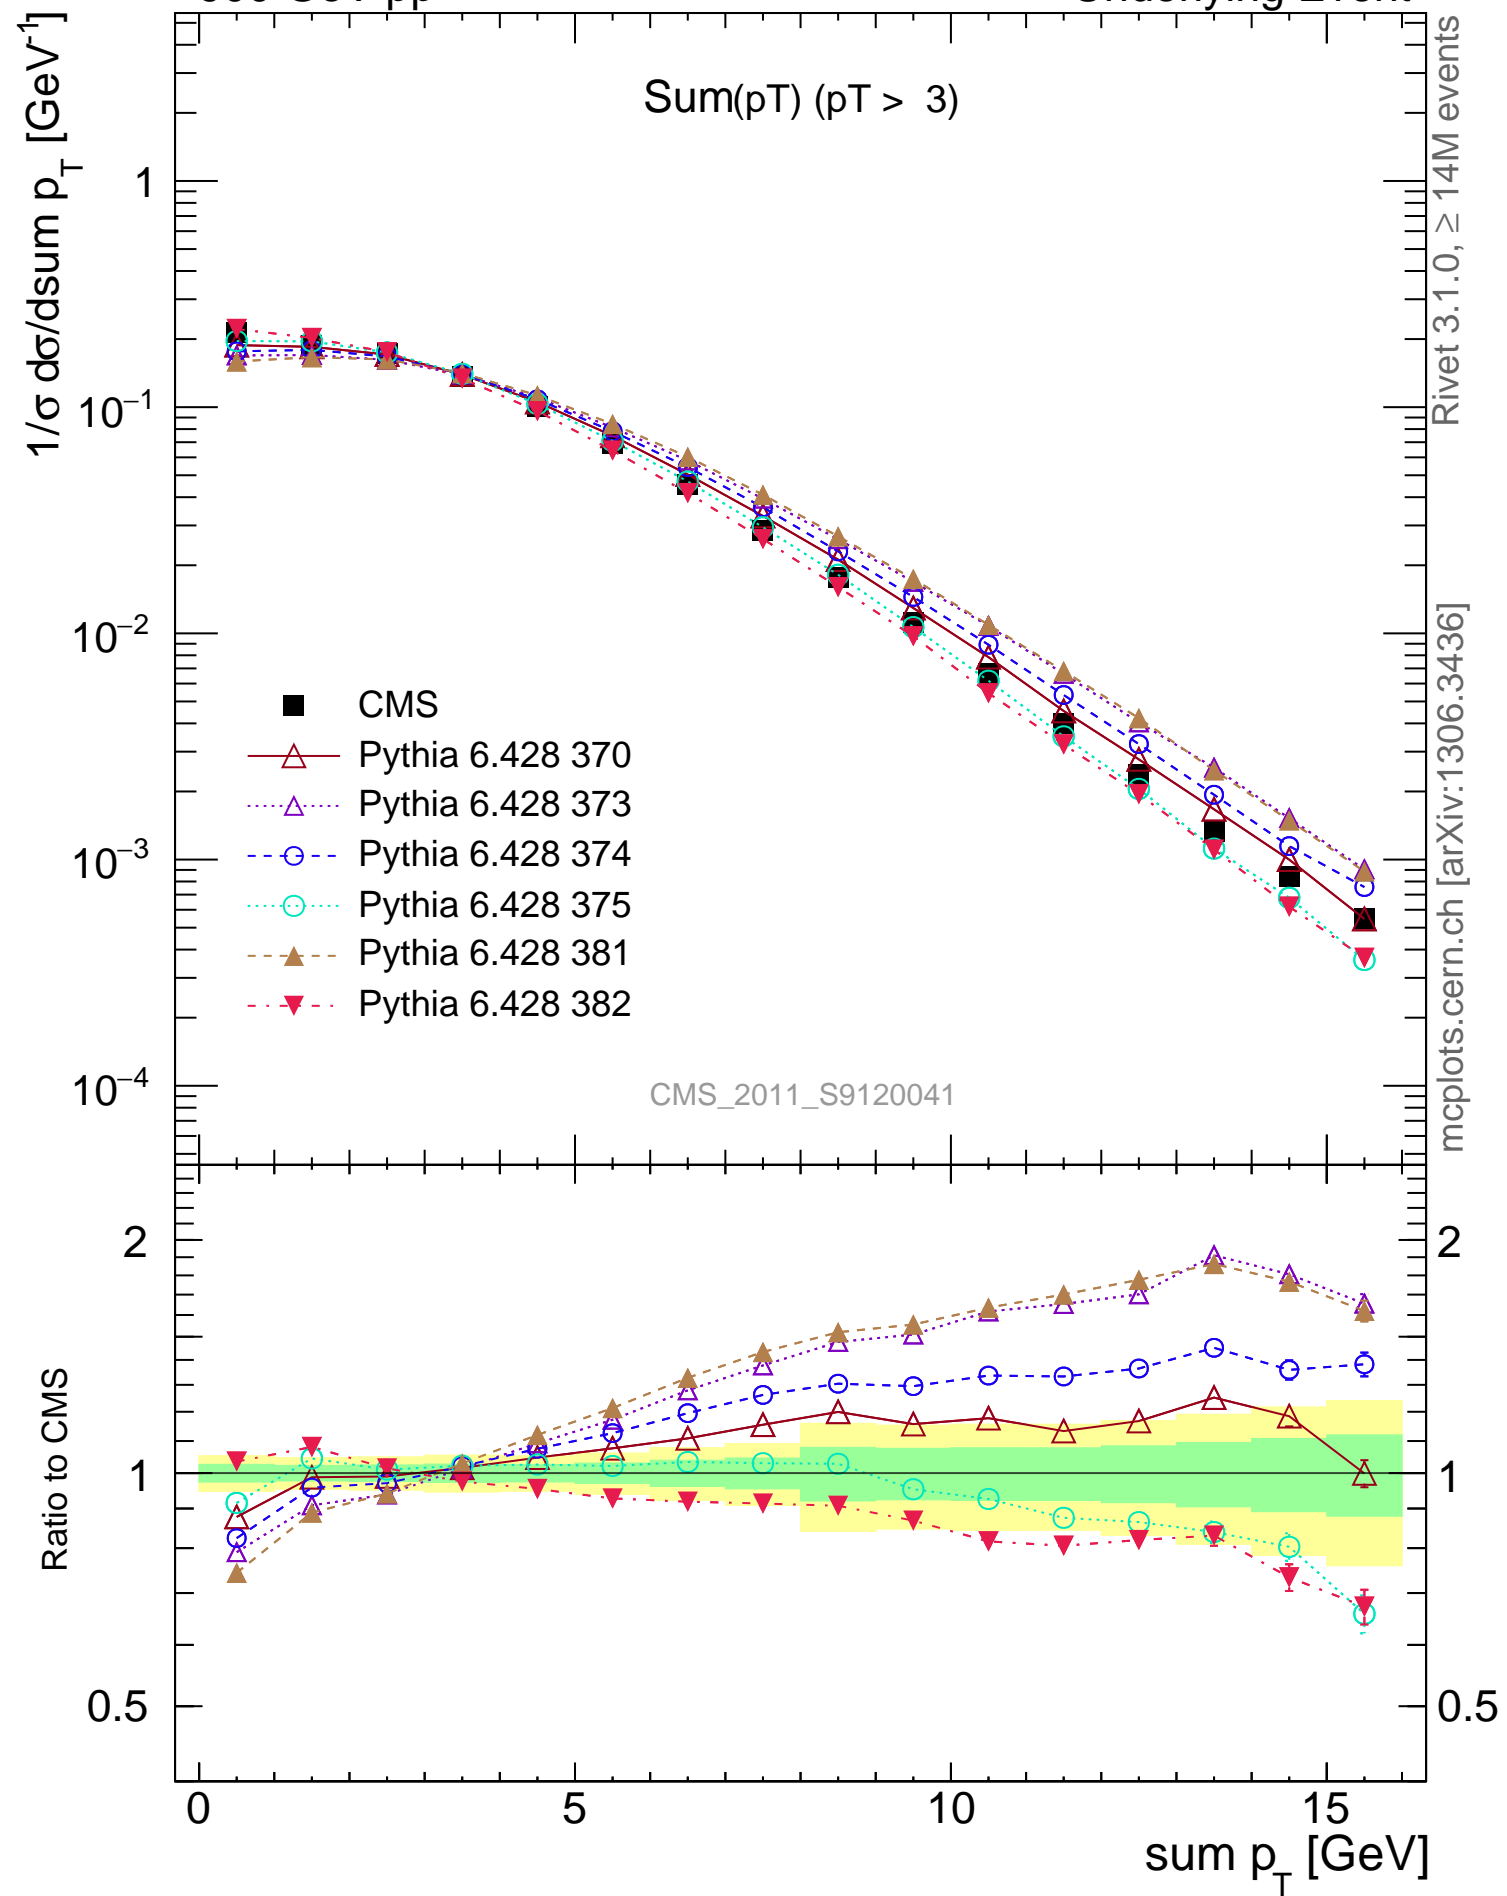 Sum(pT) (pT > 3)
1/σ dσ/dsum p_T [GeV^-1]
1
10^−1
10^−2
10^−3
10^−4
CMS
Pythia 6.428 370
Pythia 6.428 373
Pythia 6.428 374
Pythia 6.428 375
Pythia 6.428 381
Pythia 6.428 382
CMS_2011_S9120041
Rivet 3.1.0, ≥ 14M events
mcplots.cern.ch [arXiv:1306.3436]
Ratio to CMS
2
1
0.5
2
1
0.5
0
5
10
15
sum p_T [GeV]